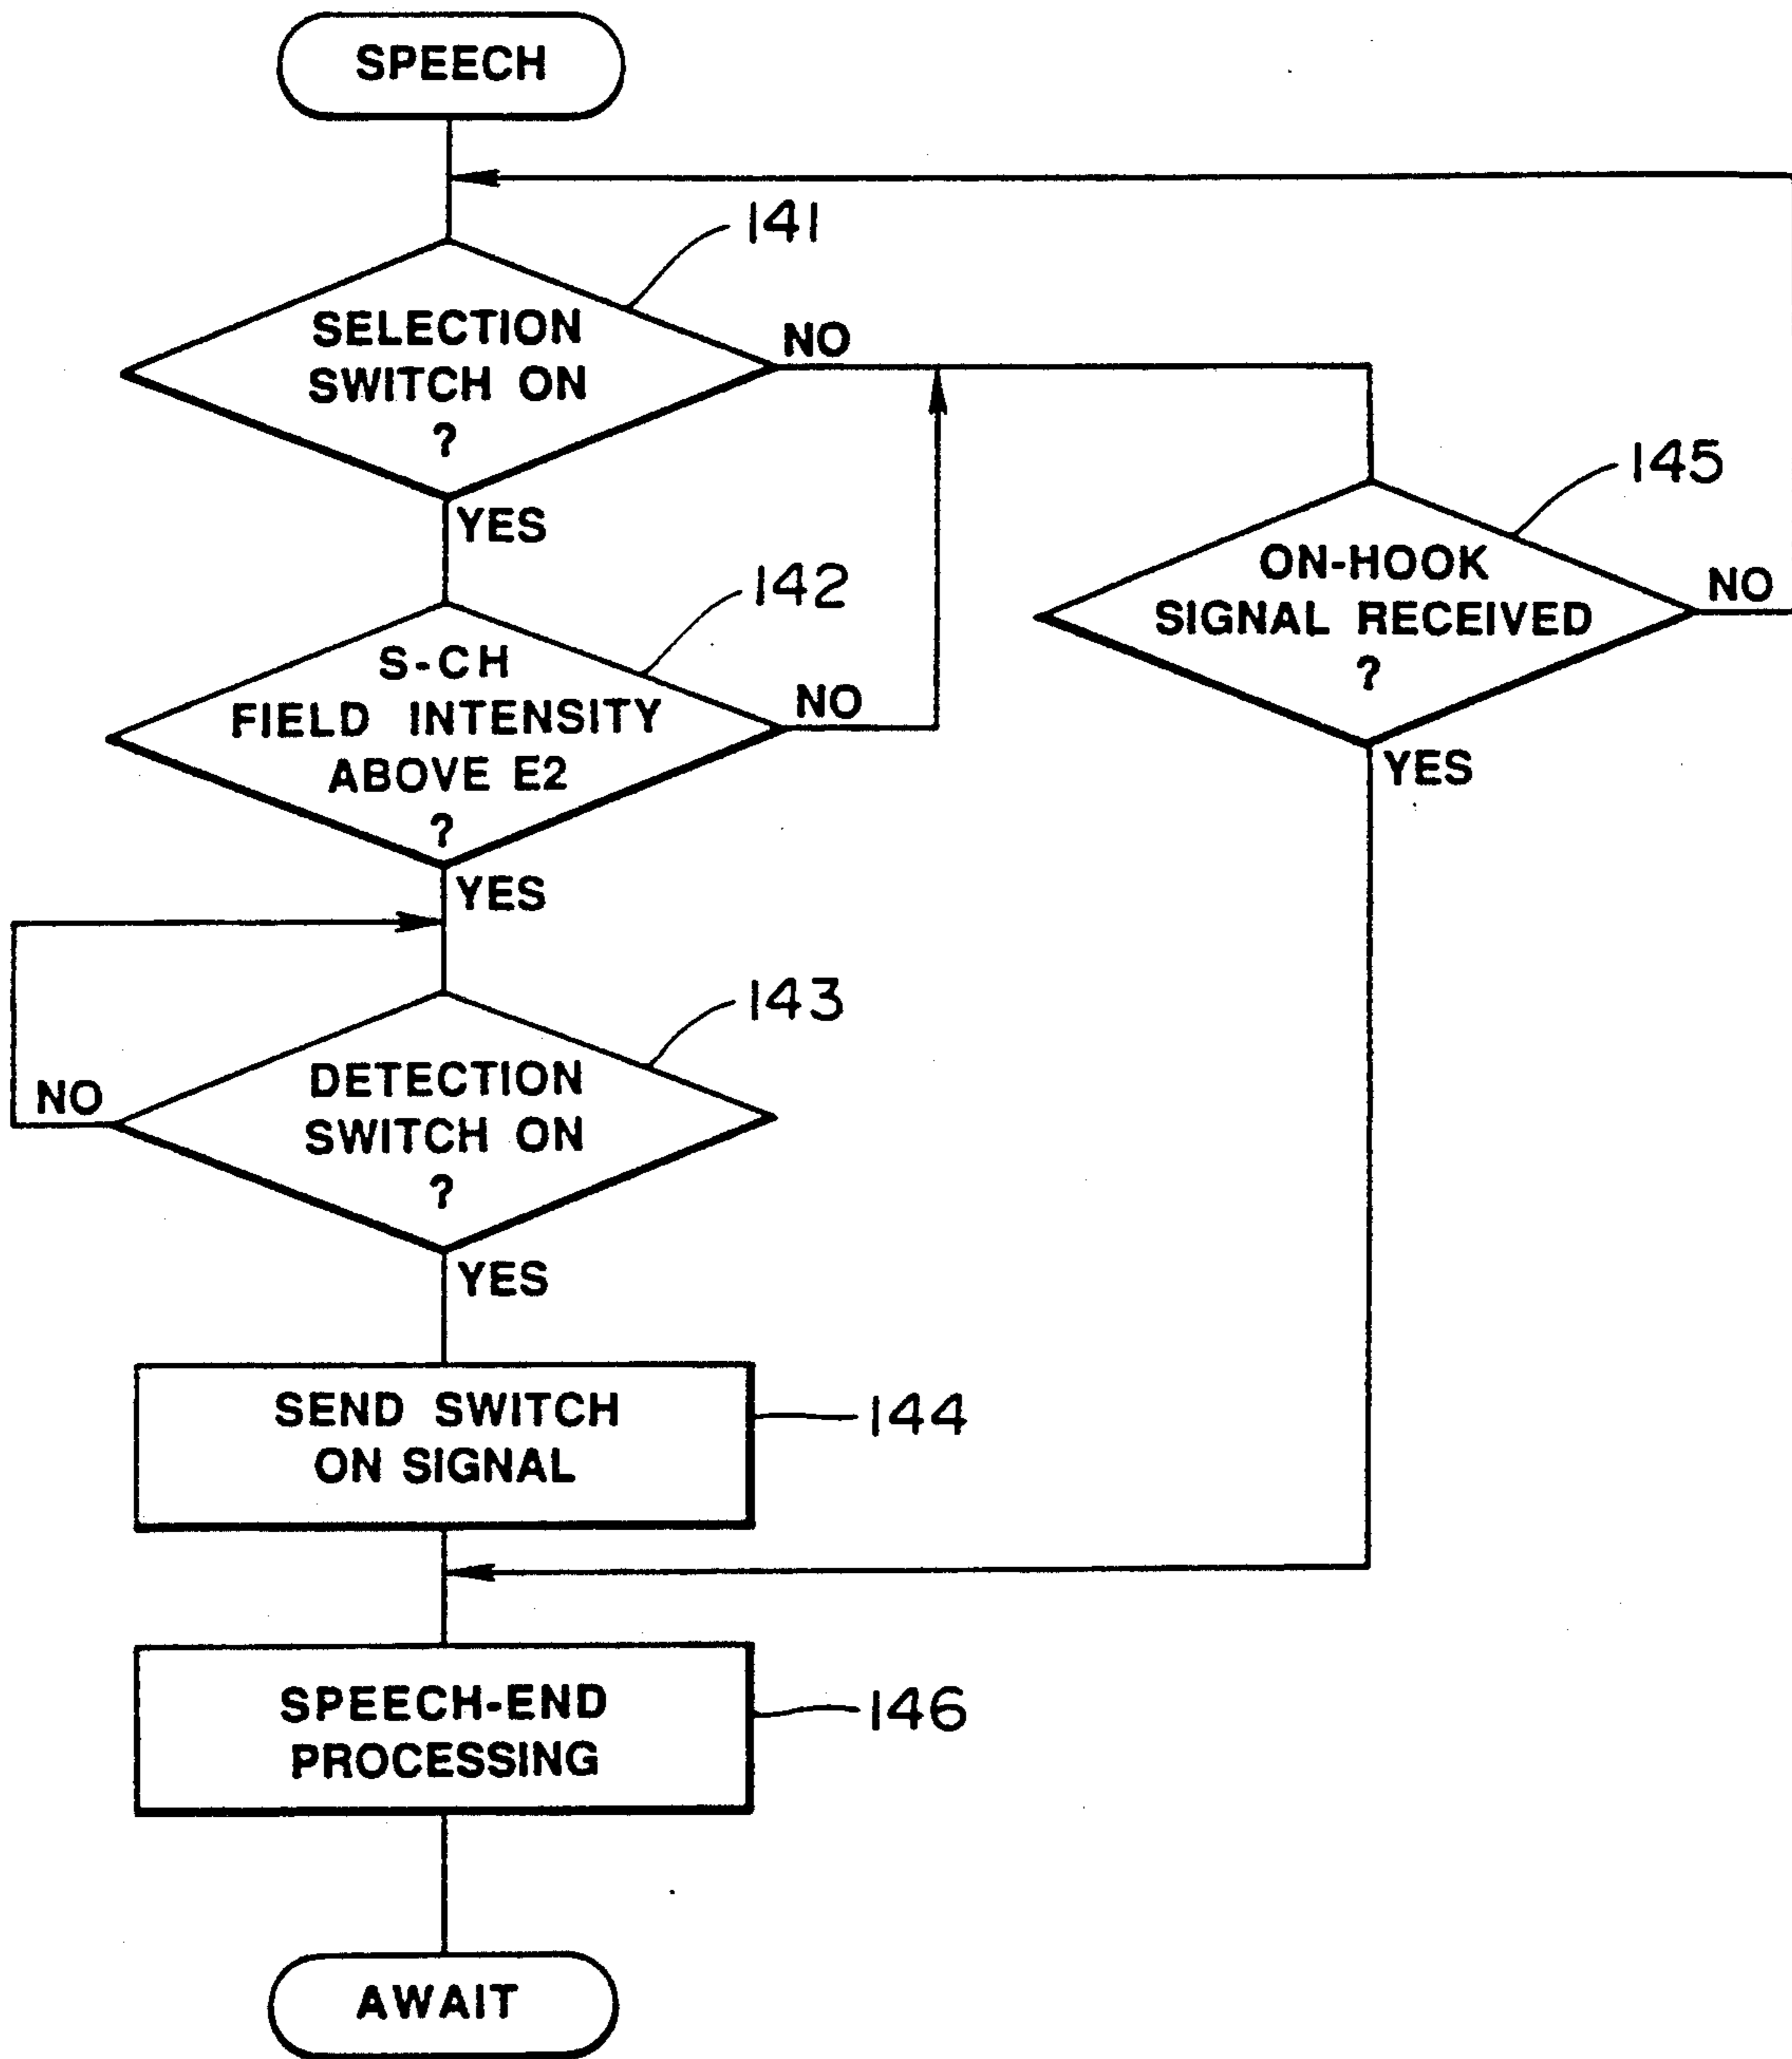 SPEECH
141
SELECTION
SWITCH ON
?
NO
YES
142
S-CH
FIELD INTENSITY
ABOVE E2
?
NO
YES
145
ON-HOOK
SIGNAL RECEIVED
?
NO
YES
143
DETECTION
SWITCH ON
?
NO
YES
SEND SWITCH
ON SIGNAL
144
SPEECH-END
PROCESSING
146
AWAIT